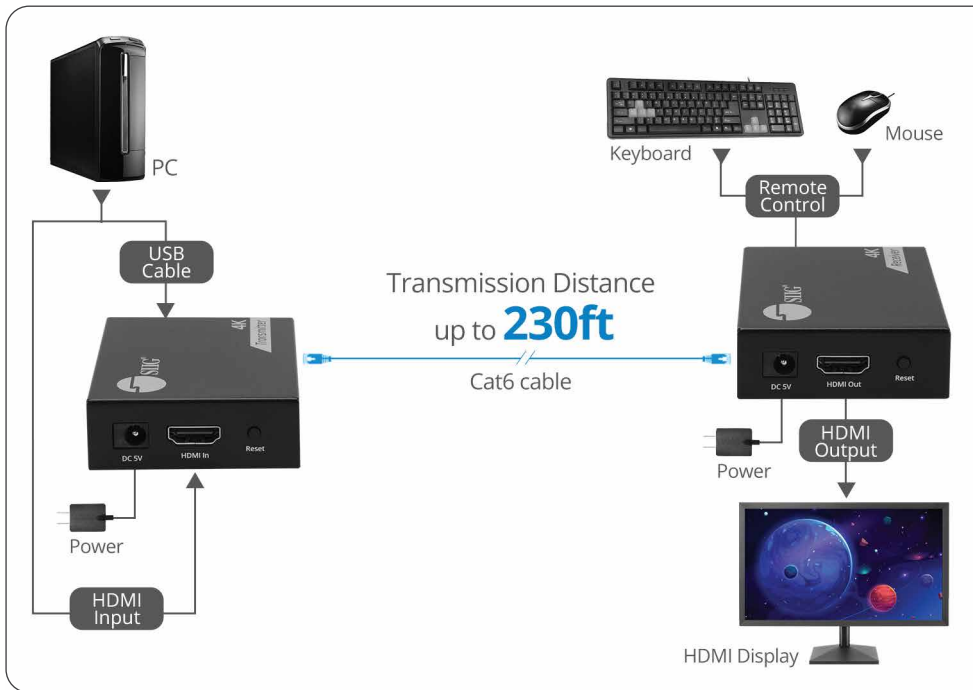 PC
Keyboard
Mouse
Remote
Control
USB
Cable
4K
Receiver
SIIG®
DC 5V
HDMI Out
Reset
Transmission Distance
up to 230ft
Cat6 cable
4K
Transmitter
SIIG®
DC 5V
HDMI In
Reset
Power
HDMI
Input
Power
HDMI
Output
HDMI Display